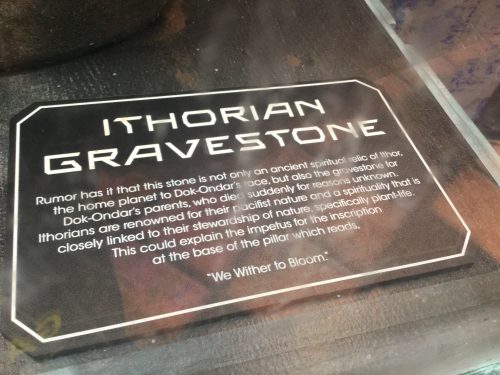 ITHORIAN
GRAVESTONE
Rumor has it that this stone is not only an ancient spiritual relic of Ithor,
the home planet to Dok-Ondar's race, but also the gravestone for
Dok-Ondar's parents, who died suddenly for reasons unknown.
Ithorians are renowned for their pacifist nature and a spirituality that is
closely linked to their stewardship of nature, specifically plant-life.
This could explain the impetus for the inscription
at the base of the pillar which reads,
"We Wither to Bloom."